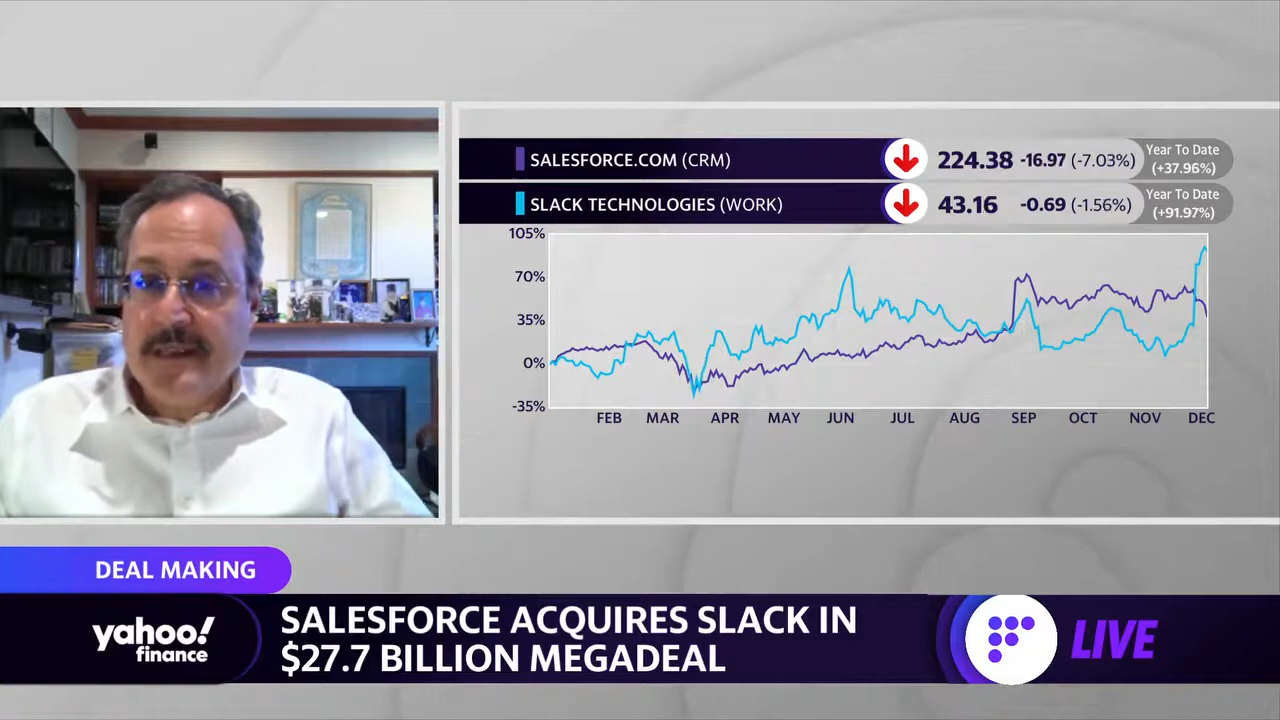 SALESFORCE.COM (CRM) 224.38 -16.97 (-7.03%) Year To Date (+37.96%)
SLACK TECHNOLOGIES (WORK) 43.16 -0.69 (-1.56%) Year To Date (+91.97%)
105%
70%
35%
0%
-35%
FEB MAR APR MAY JUN JUL AUG SEP OCT NOV DEC
DEAL MAKING
yahoo! finance
SALESFORCE ACQUIRES SLACK IN
$27.7 BILLION MEGADEAL
LIVE